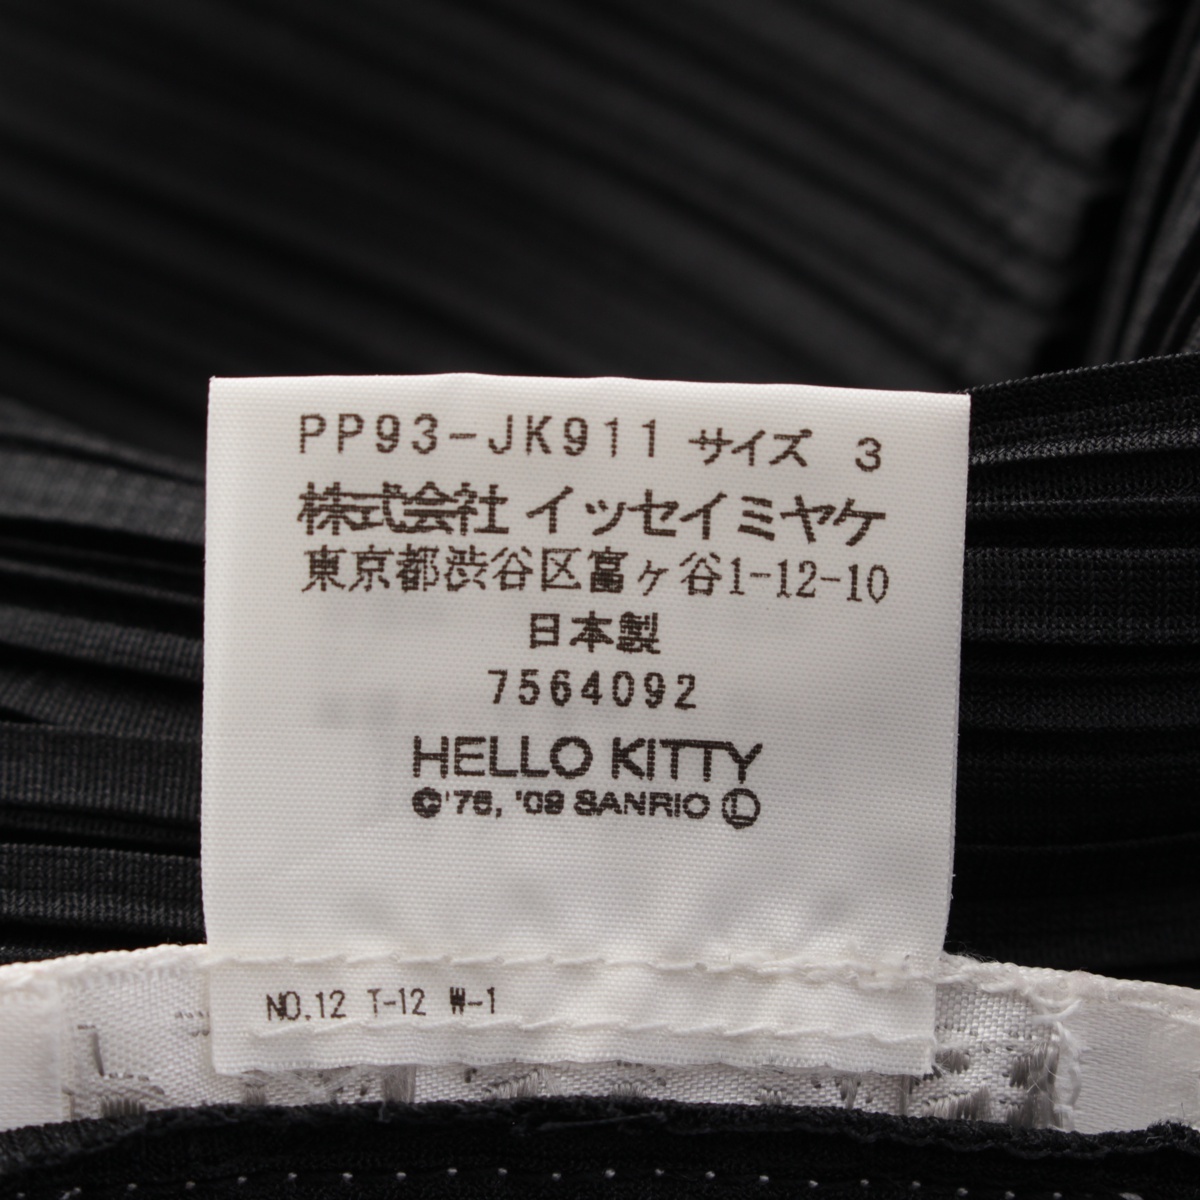 PP93-JK911 サイズ 3
株式会社 イッセイミヤケ
東京都渋谷区富ヶ谷1-12-10
日本製
7564092
HELLO KITTY
©'76, '09 SANRIO Ⓛ
NO.12 T-12 W-1